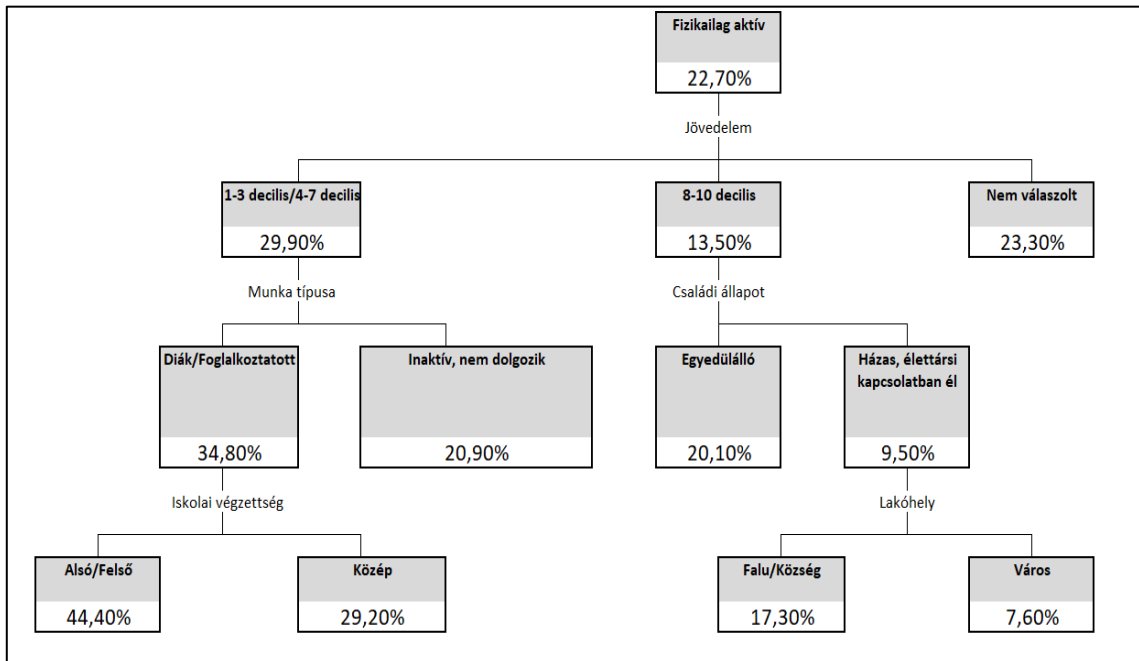 Fizikailag aktív
22,70%
Jövedelem
1-3 decilis/4-7 decilis
29,90%
8-10 decilis
13,50%
Nem válaszolt
23,30%
Munka típusa
Családi állapot
Diák/Foglalkoztatott
34,80%
Inaktív, nem dolgozik
20,90%
Egyedülálló
20,10%
Házas, élettársi
kapcsolatban él
9,50%
Iskolai végzettség
Lakóhely
Alsó/Felső
44,40%
Közép
29,20%
Falu/Község
17,30%
Város
7,60%